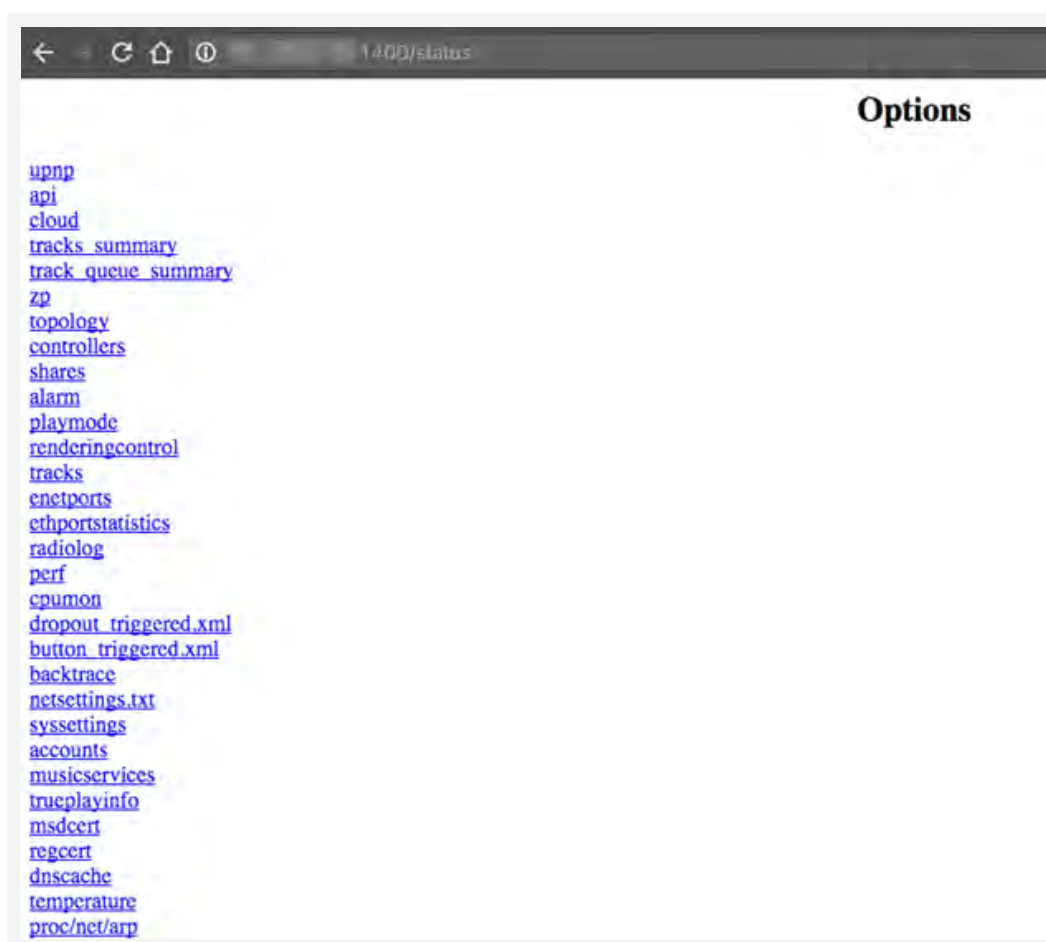 1400/status
Options
upnp
api
cloud
tracks_summary
track_queue_summary
zp
topology
controllers
shares
alarm
playmode
renderingcontrol
tracks
enetports
ethportstatistics
radiolog
perf
cpumon
dropout_triggered.xml
button_triggered.xml
backtrace
netsettings.txt
syssettings
accounts
musicservices
trueplayinfo
msdcert
regcert
dnscache
temperature
proc/net/arp